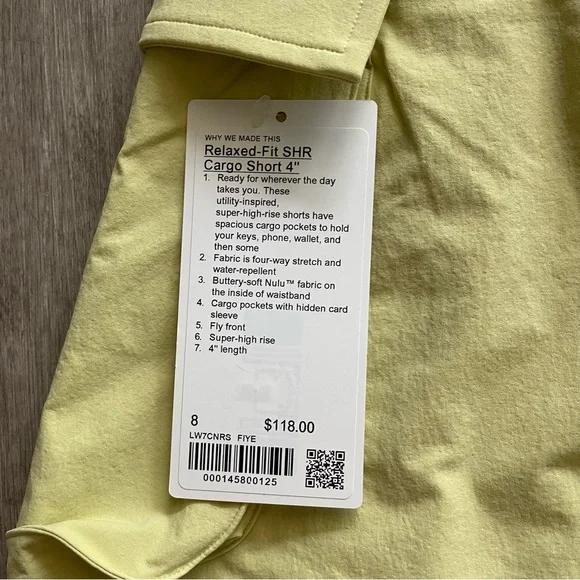 WHY WE MADE THIS
Relaxed-Fit SHR
Cargo Short 4"
1. Ready for wherever the day
takes you. These
utility-inspired,
super-high-rise shorts have
spacious cargo pockets to hold
your keys, phone, wallet, and
then some
2. Fabric is four-way stretch and
water-repellent
3. Buttery-soft Nulu™ fabric on
the inside of waistband
4. Cargo pockets with hidden card
sleeve
5. Fly front
6. Super-high rise
7. 4" length
8 $118.00
LW7CNRS FIYE
000145800125